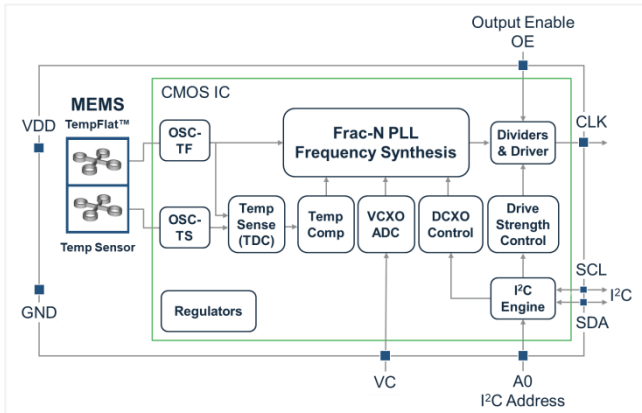 Output Enable
OE
CMOS IC
MEMS
TempFlat™
VDD
CLK
OSC-
TF
Frac-N PLL
Frequency Synthesis
Dividers
& Driver
Temp Sensor
OSC-
TS
Temp
Sense
(TDC)
Temp
Comp
VCXO
ADC
DCXO
Control
Drive
Strength
Control
SCL
I²C
SDA
I²C
Engine
Regulators
GND
VC
A0
I²C Address